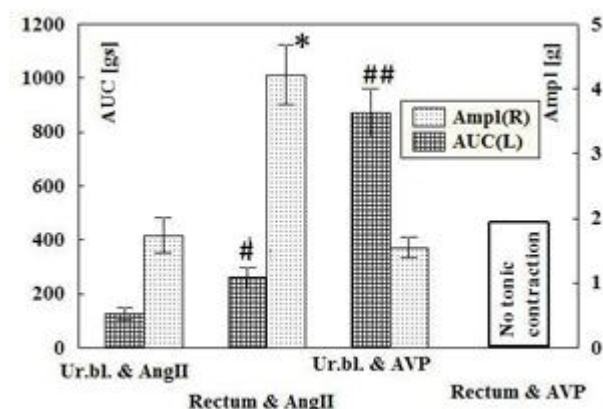 1200
1000
800
600
400
200
0
AUC [gs]
5
4
3
2
1
0
Ampl [g]
*
##
#
Ampl(R)
AUC(L)
No tonic
contraction
Ur.bl. & AngII
Ur.bl. & AVP
Rectum & AngII
Rectum & AVP